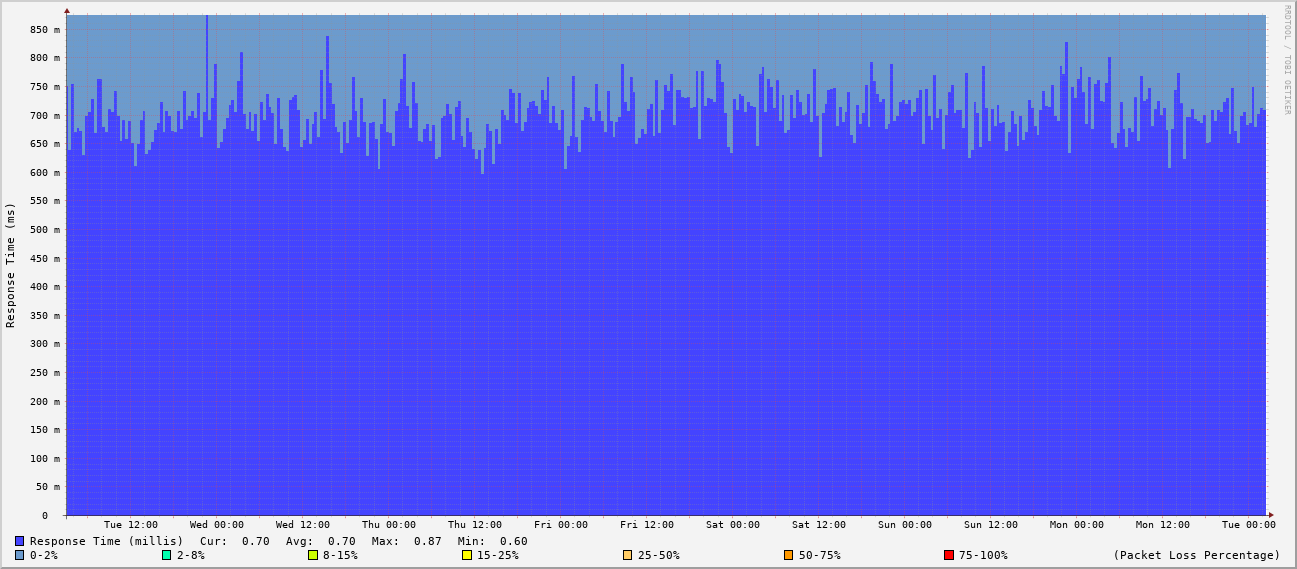 RRDTOOL / TOBI OETIKER
Response Time (ms)
850 m
800 m
750 m
700 m
650 m
600 m
550 m
500 m
450 m
400 m
350 m
300 m
250 m
200 m
150 m
100 m
50 m
0
Tue 12:00 Wed 00:00 Wed 12:00 Thu 00:00 Thu 12:00 Fri 00:00 Fri 12:00 Sat 00:00 Sat 12:00 Sun 00:00 Sun 12:00 Mon 00:00 Mon 12:00 Tue 00:00
Response Time (millis) Cur: 0.70 Avg: 0.70 Max: 0.87 Min: 0.60
0-2% 2-8% 8-15% 15-25% 25-50% 50-75% 75-100% (Packet Loss Percentage)